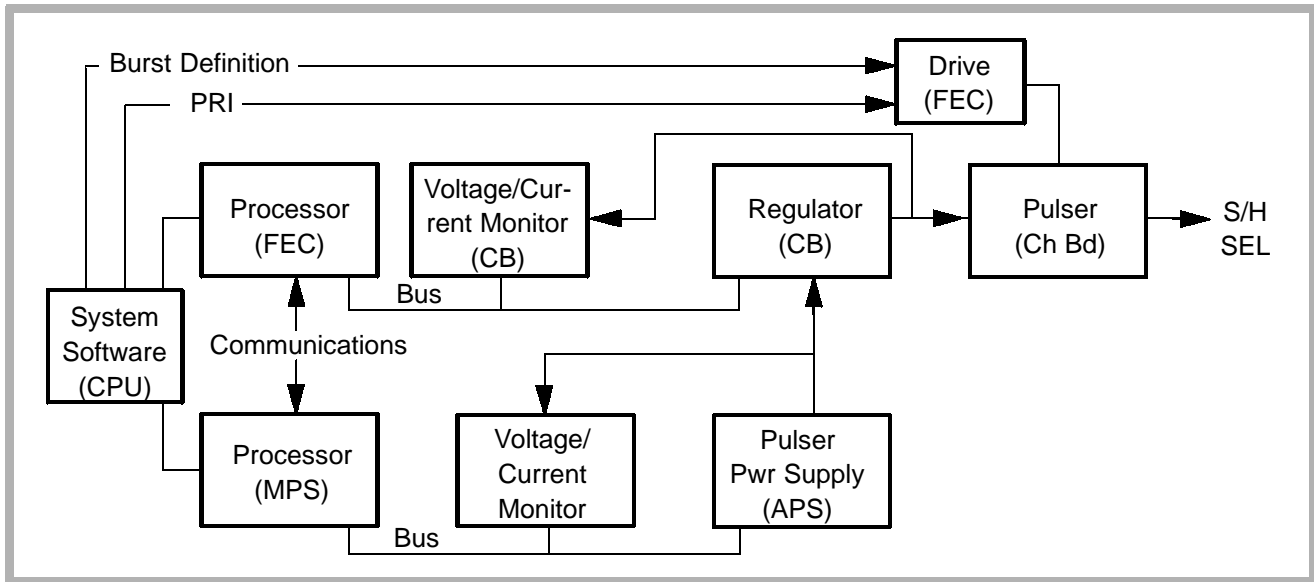 Burst Definition
PRI
Drive
(FEC)
Processor
(FEC)
Voltage/Cur-
rent Monitor
(CB)
Regulator
(CB)
Pulser
(Ch Bd)
S/H
SEL
Bus
System
Software
(CPU)
Communications
Processor
(MPS)
Voltage/
Current
Monitor
Pulser
Pwr Supply
(APS)
Bus